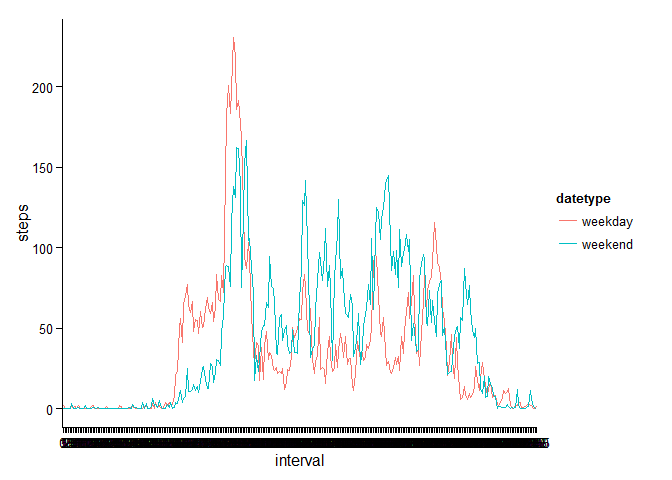 steps
200
150
100
50
0
interval
datetype
weekday
weekend